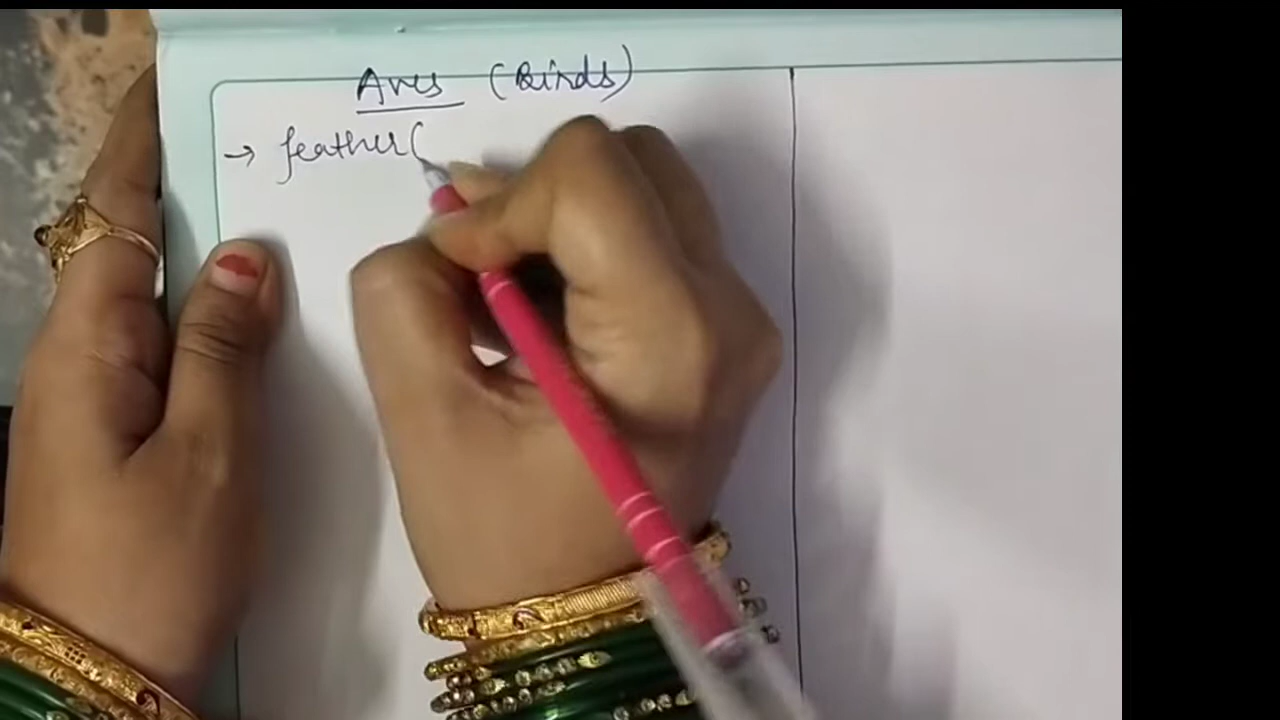 Aves (Birds)
→ feather (